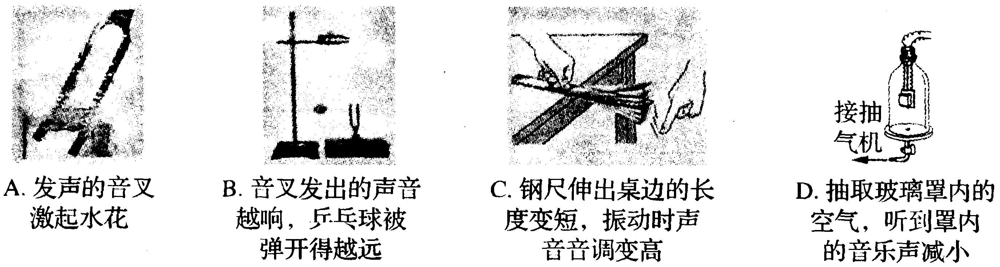 接抽
气机
A. 发声的音叉
激起水花
B. 音叉发出的声音
越响，乒乓球被
弹开得越远
C. 钢尺伸出桌边的长
度变短，振动时声
音音调变高
D. 抽取玻璃罩内的
空气，听到罩内
的音乐声减小